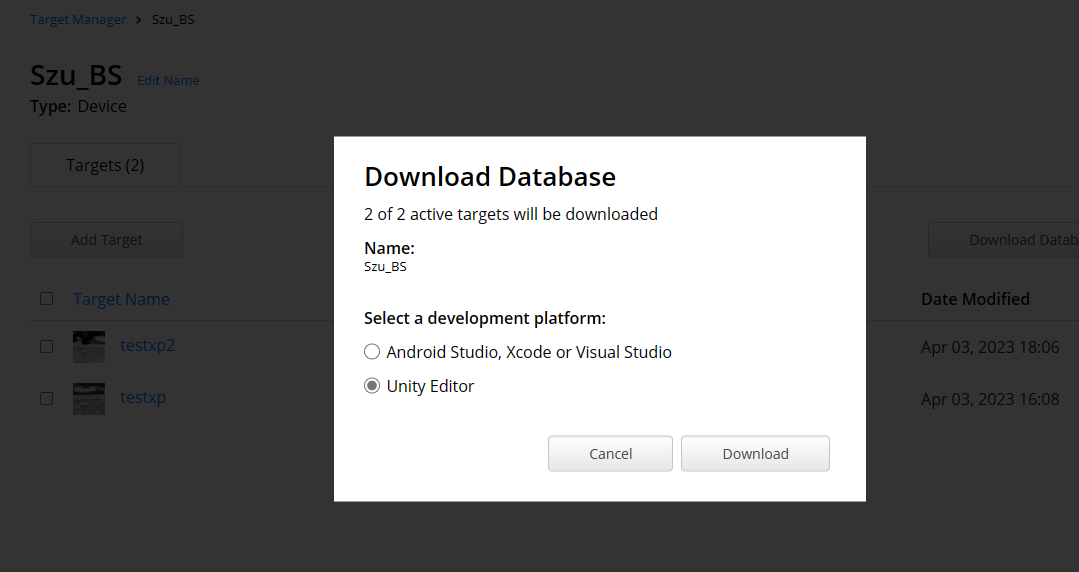 Target Manager > Szu_BS
Szu_BS Edit Name
Type: Device
Targets (2)
Add Target
Download Datab
Target Name
Date Modified
testxp2
Apr 03, 2023 18:06
testxp
Apr 03, 2023 16:08
Download Database
2 of 2 active targets will be downloaded
Name:
Szu_BS
Select a development platform:
Android Studio, Xcode or Visual Studio
Unity Editor
Cancel
Download